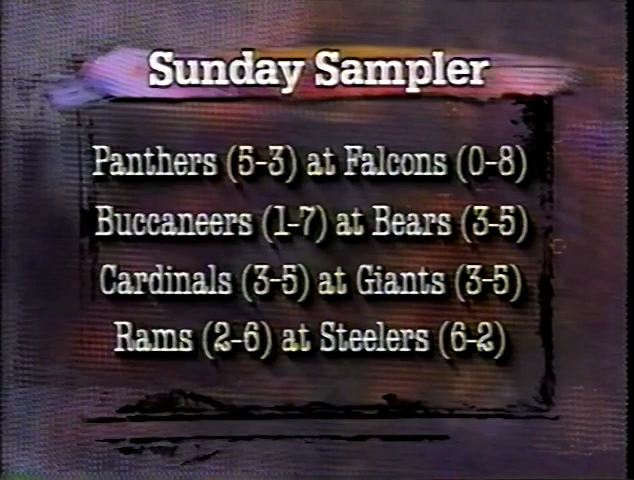 Sunday Sampler
Panthers (5-3) at Falcons (0-8)
Buccaneers (1-7) at Bears (3-5)
Cardinals (3-5) at Giants (3-5)
Rams (2-6) at Steelers (6-2)